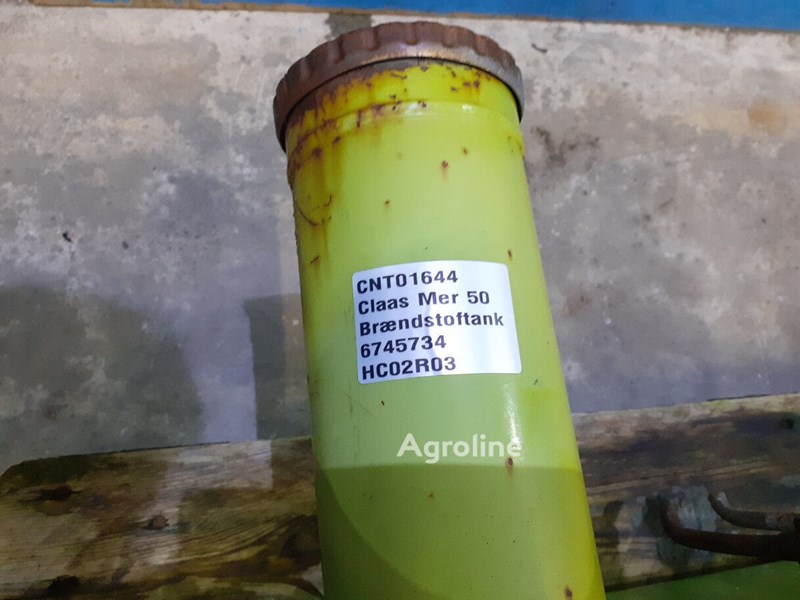 CNT01644
Claas Mer 50
Brændstoftank
6745734
HC02R03
Agroline